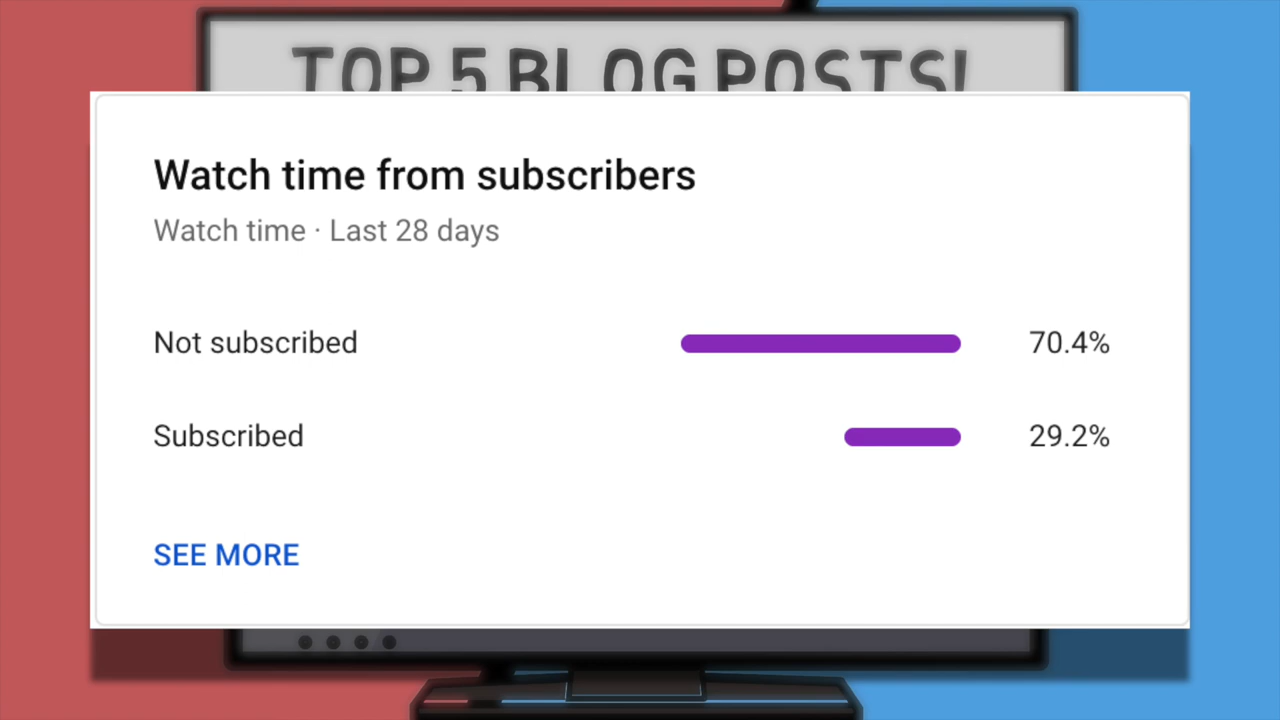 TOP 5 BLOG POSTS!
Watch time from subscribers
Watch time · Last 28 days
Not subscribed 70.4%
Subscribed 29.2%
SEE MORE